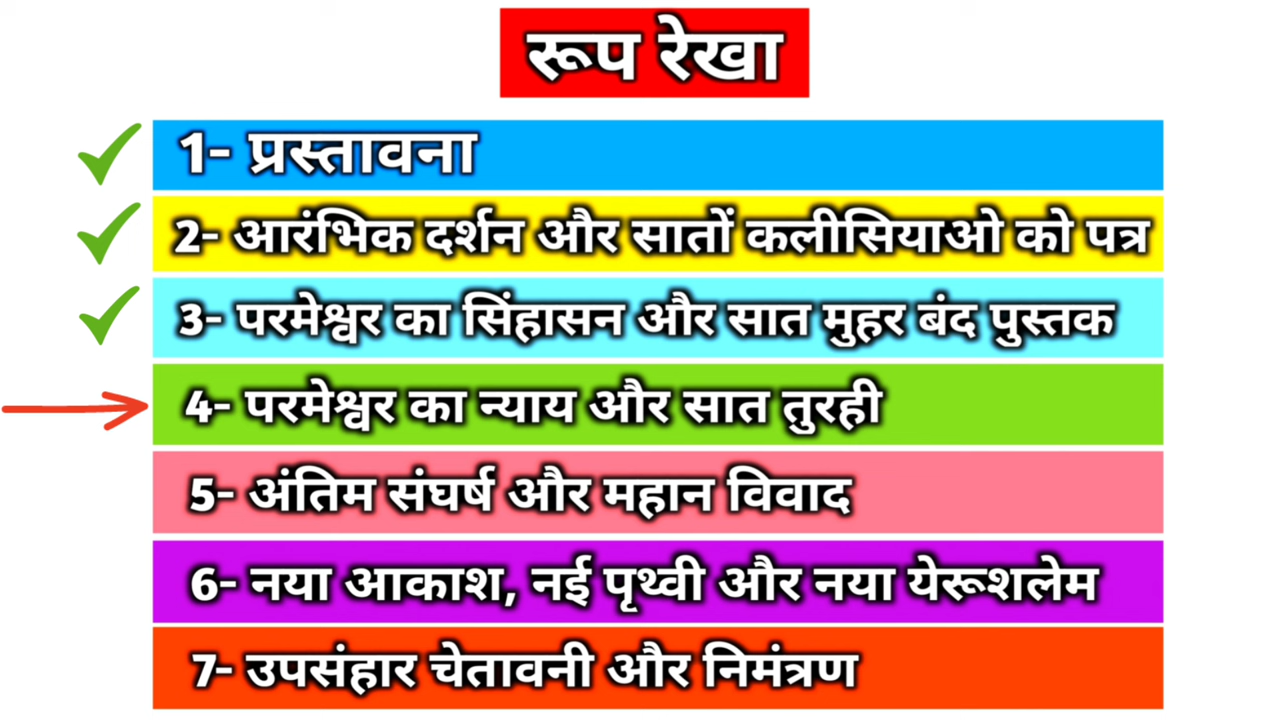 रूप रेखा
1- प्रस्तावना
2- आरंभिक दर्शन और सातों कलीसियाओ को पत्र
3- परमेश्वर का सिंहासन और सात मुहर बंद पुस्तक
4- परमेश्वर का न्याय और सात तुरही
5- अंतिम संघर्ष और महान विवाद
6- नया आकाश, नई पृथ्वी और नया येरूशलेम
7- उपसंहार चेतावनी और निमंत्रण